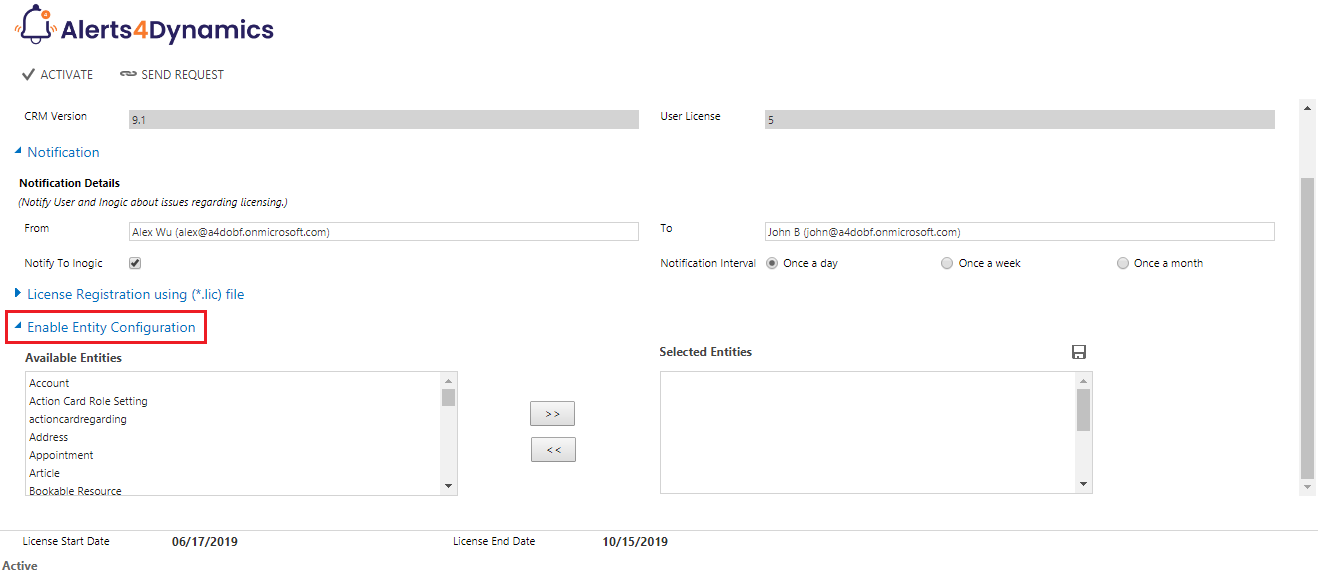 Alerts4Dynamics
ACTIVATE SEND REQUEST
CRM Version 9.1 User License 5
Notification
Notification Details
(Notify User and Inogic about issues regarding licensing.)
From Alex Wu (alex@a4dobf.onmicrosoft.com) To John B (john@a4dobf.onmicrosoft.com)
Notify To Inogic Notification Interval Once a day Once a week Once a month
License Registration using (*.lic) file
Enable Entity Configuration
Available Entities Selected Entities
Account
Action Card Role Setting
actioncardregarding
Address
Appointment
Article
Bookable Resource
>>
<<
License Start Date 06/17/2019 License End Date 10/15/2019
Active